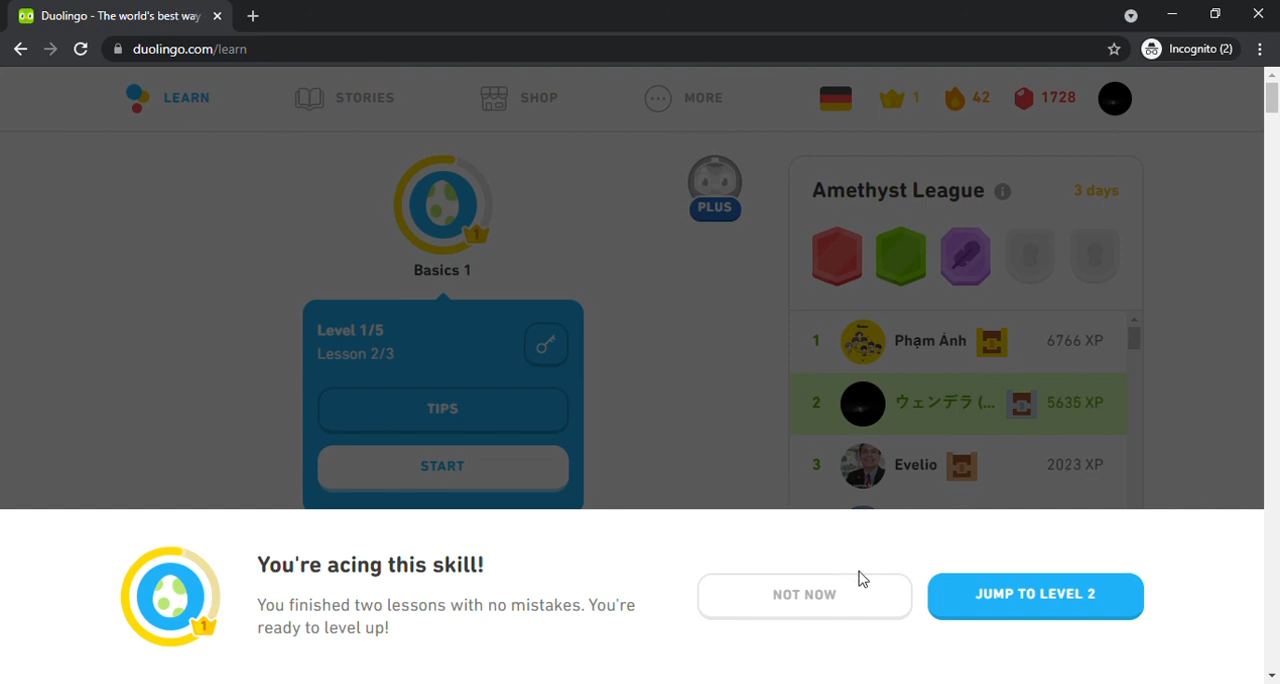 Duolingo - The world's best way
duolingo.com/learn
Incognito (2)
LEARN
STORIES
SHOP
MORE
1
42
1728
1
Basics 1
PLUS
Level 1/5
Lesson 2/3
TIPS
START
Amethyst League
3 days
1 Phạm Ánh 6766 XP
2 ウェンデラ (... 5635 XP
3 Evelio 2023 XP
1
You're acing this skill!
You finished two lessons with no mistakes. You're
ready to level up!
NOT NOW
JUMP TO LEVEL 2